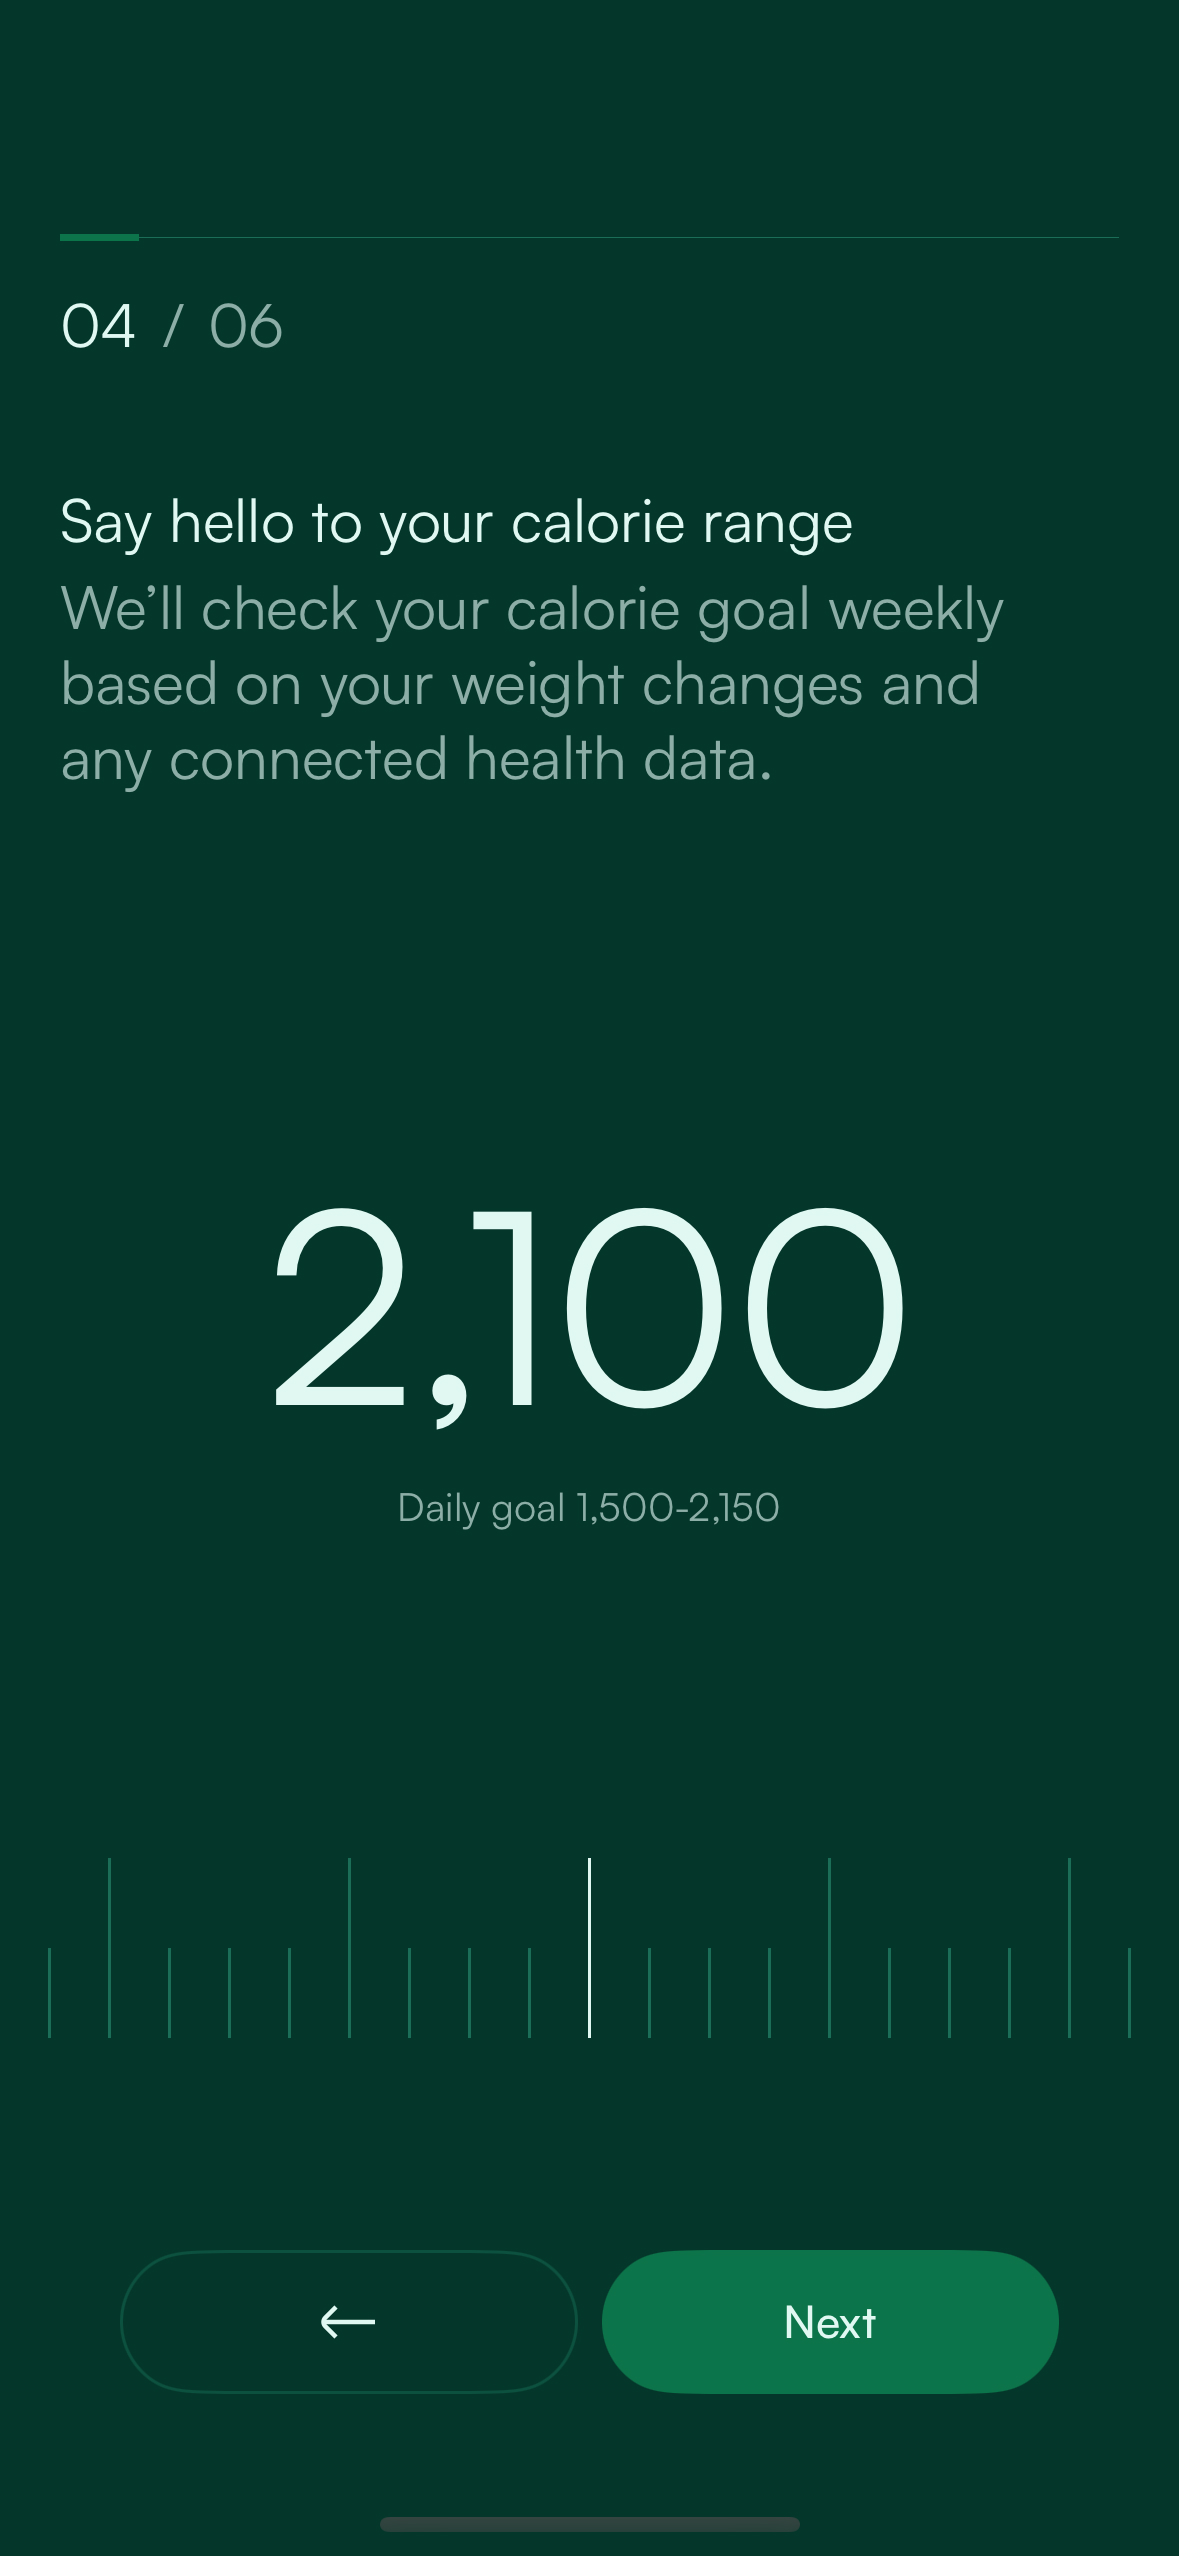 04 / 06
Say hello to your calorie range
We’ll check your calorie goal weekly
based on your weight changes and
any connected health data.
2,100
Daily goal 1,500-2,150
Next